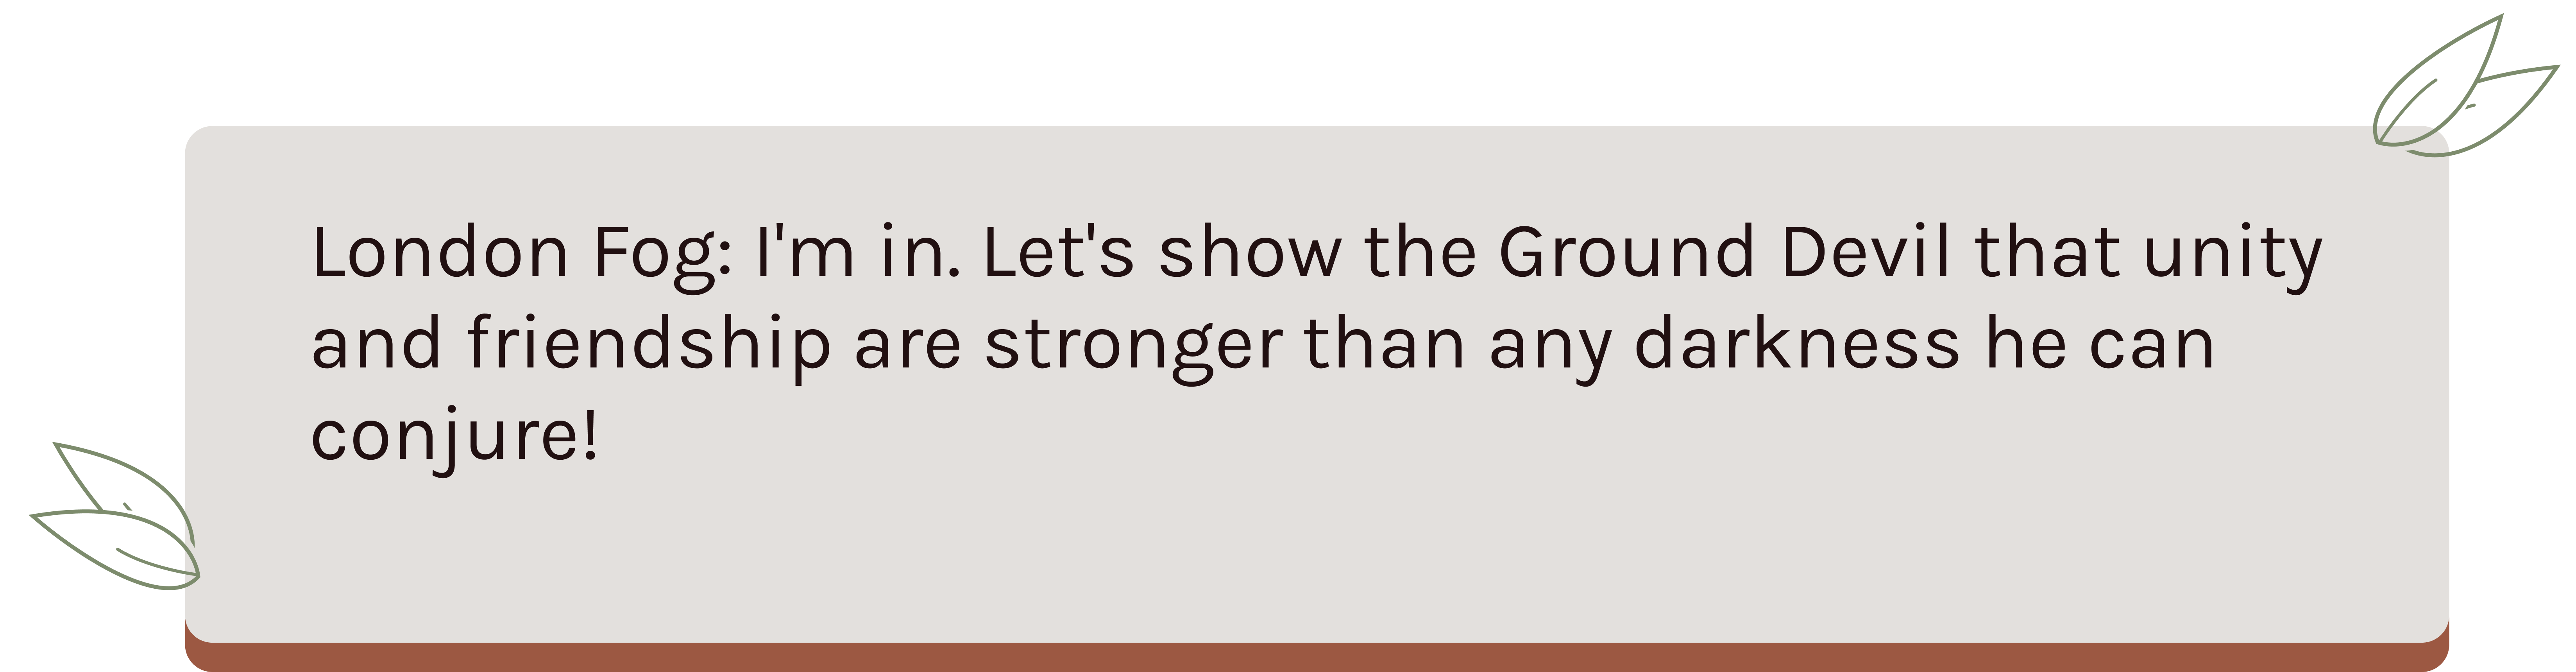 London Fog: I'm in. Let's show the Ground Devil that unity
and friendship are stronger than any darkness he can
conjure!